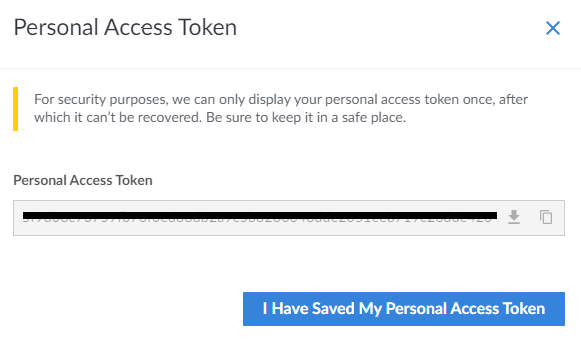 Personal Access Token
For security purposes, we can only display your personal access token once, after
which it can't be recovered. Be sure to keep it in a safe place.
Personal Access Token
I Have Saved My Personal Access Token